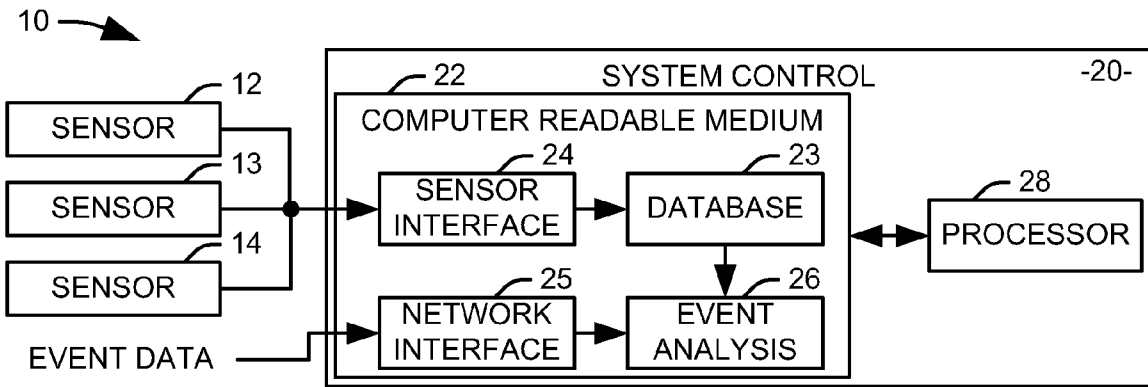 10
SYSTEM CONTROL
-20-
12
SENSOR
13
SENSOR
14
SENSOR
22
COMPUTER READABLE MEDIUM
24
SENSOR
INTERFACE
23
DATABASE
28
PROCESSOR
25
NETWORK
INTERFACE
26
EVENT
ANALYSIS
EVENT DATA